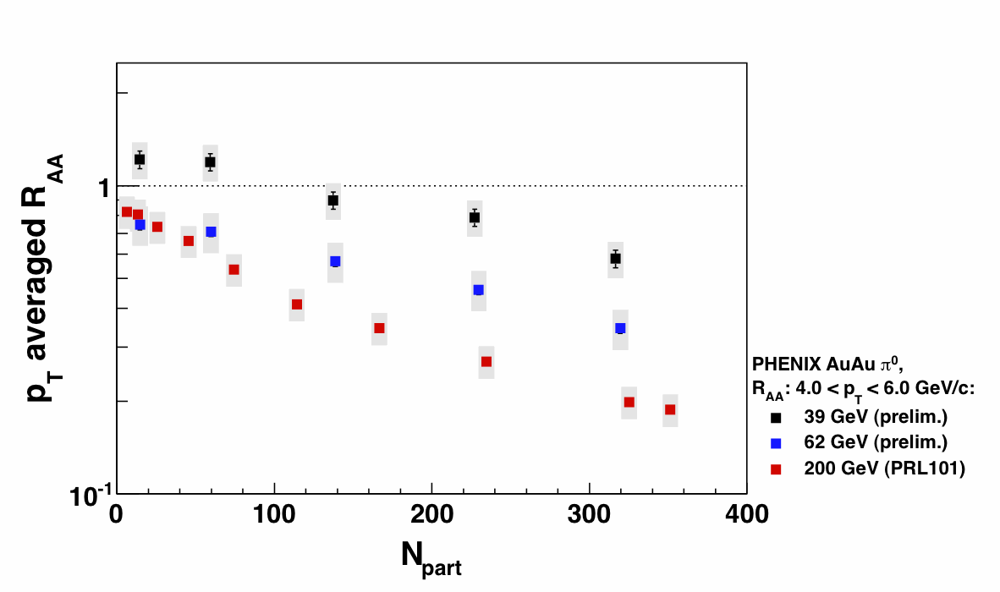 p_T averaged R_AA
1
10^-1
0 100 200 300 400
N_part
PHENIX AuAu π^0,
R_AA: 4.0 < p_T < 6.0 GeV/c:
39 GeV (prelim.)
62 GeV (prelim.)
200 GeV (PRL101)